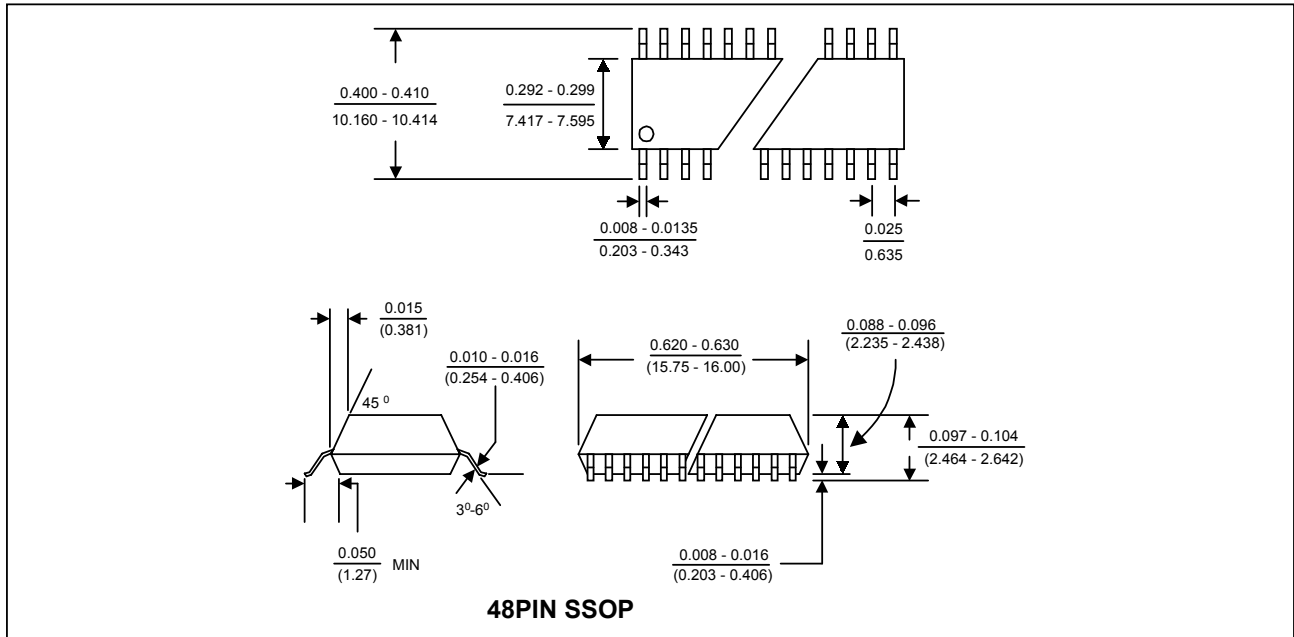 0.400 - 0.410
10.160 - 10.414
0.292 - 0.299
7.417 - 7.595
0.008 - 0.0135
0.203 - 0.343
0.025
0.635
0.015
(0.381)
45 0
0.010 - 0.016
(0.254 - 0.406)
3⁰-6⁰
0.050
(1.27)
MIN
0.620 - 0.630
(15.75 - 16.00)
0.088 - 0.096
(2.235 - 2.438)
0.097 - 0.104
(2.464 - 2.642)
0.008 - 0.016
(0.203 - 0.406)
48PIN SSOP